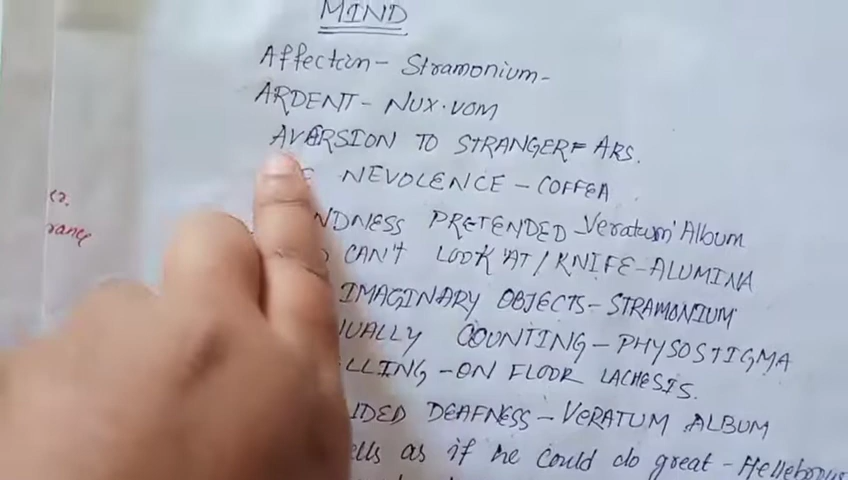 MIND
Affection - Stramonium -
ARDENT - NUX.VOM
AVERSION TO STRANGER= ARS.
NEVOLENCE - COFFEA
NDNESS PRETENDED - Veratum Album
CAN'T LOOK AT / KNIFE - ALUMINA
IMAGINARY OBJECTS - STRAMONIUM
UALLY COUNTING - PHYSOSTIGMA
LLING - ON FLOOR LACHESIS.
DED DEAFNESS - VERATUM ALBUM
ells as if he could do great - Helleborus